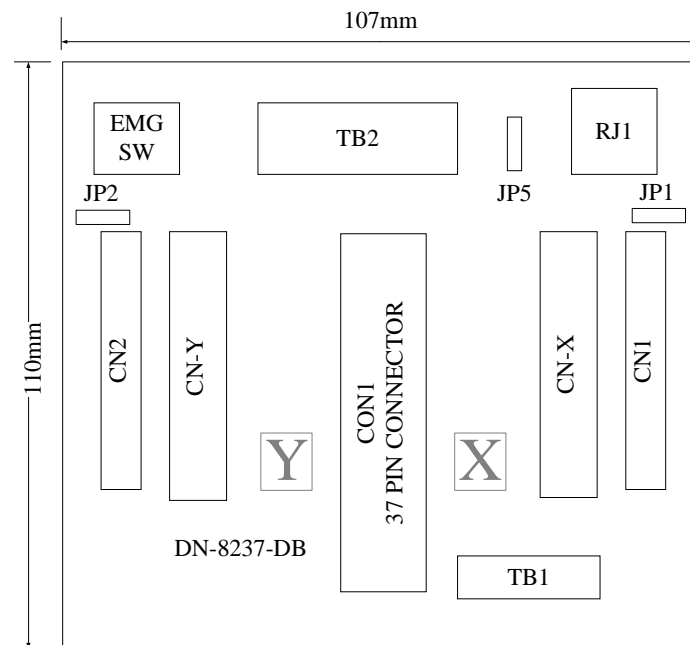 107mm
110mm
EMG
SW
TB2
RJ1
JP2
JP5
JP1
CN2
CN-Y
CON1
37 PIN CONNECTOR
CN-X
CN1
Y
X
DN-8237-DB
TB1